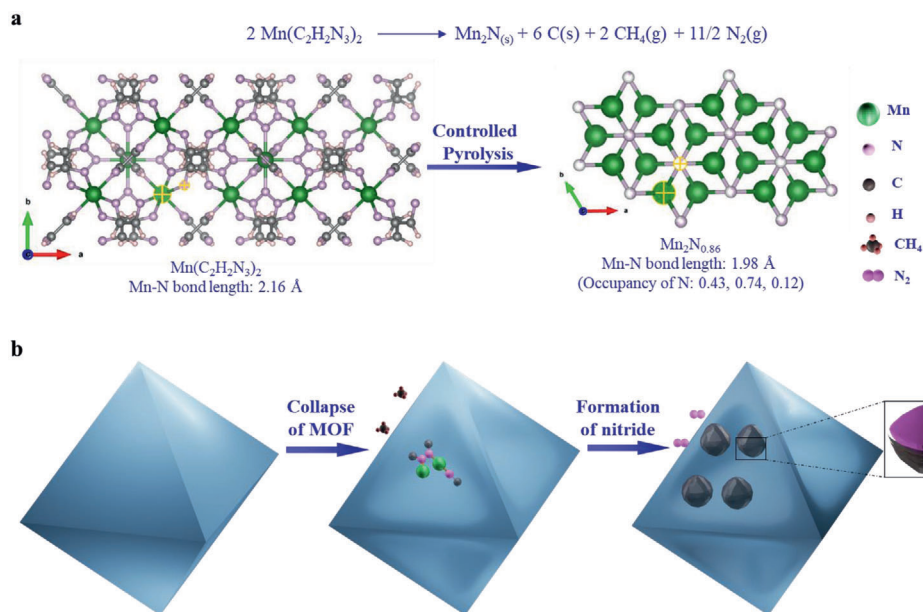 a
2 Mn(C₂H₂N₃)₂ ⟶ Mn₂N₍ₛ₎ + 6 C(s) + 2 CH₄(g) + 11/2 N₂(g)
Controlled
Pyrolysis
b
a
c
b
a
Mn
N
C
H
CH₄
N₂
Mn(C₂H₂N₃)₂
Mn-N bond length: 2.16 Å
Mn₂N₀.₈₆
Mn-N bond length: 1.98 Å
(Occupancy of N: 0.43, 0.74, 0.12)
b
Collapse
of MOF
Formation
of nitride